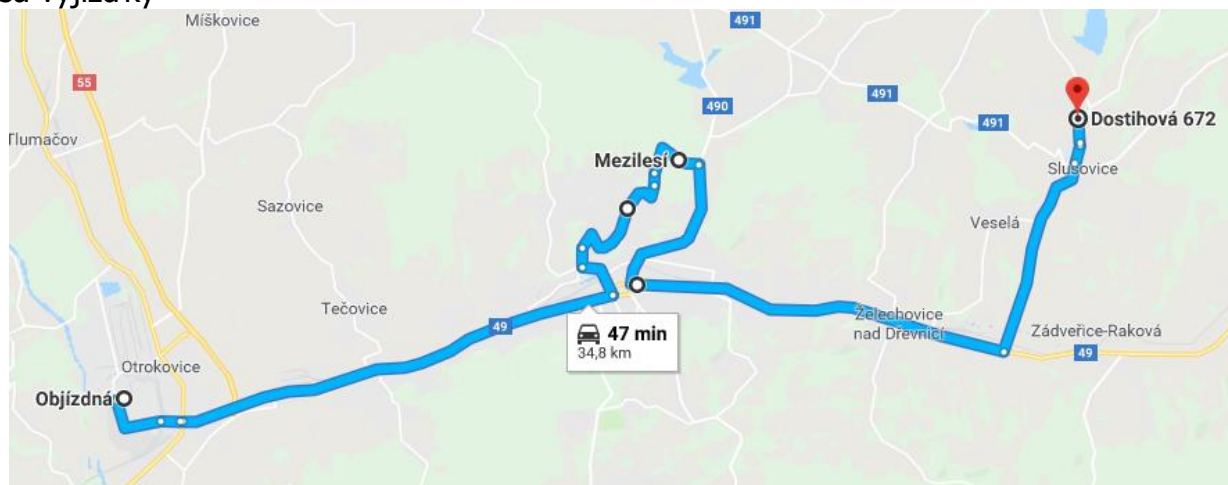 Míškovice
491
55
490
491
Tlumačov
491
Dostihová 672
Mezilesí
Slušovice
Sazovice
Veselá
Tečovice
Želechovice
nad Dřevnicí
Zádveřice-Raková
49
49
47 min
34,8 km
Otrokovice
Objízdná